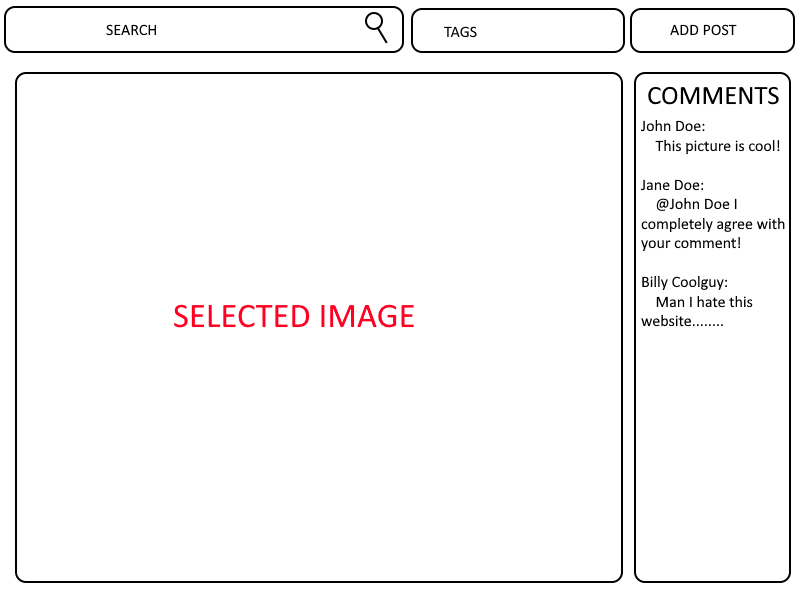 SEARCH
TAGS
ADD POST
SELECTED IMAGE
COMMENTS
John Doe:
This picture is cool!
Jane Doe:
@John Doe I
completely agree with
your comment!
Billy Coolguy:
Man I hate this
website........